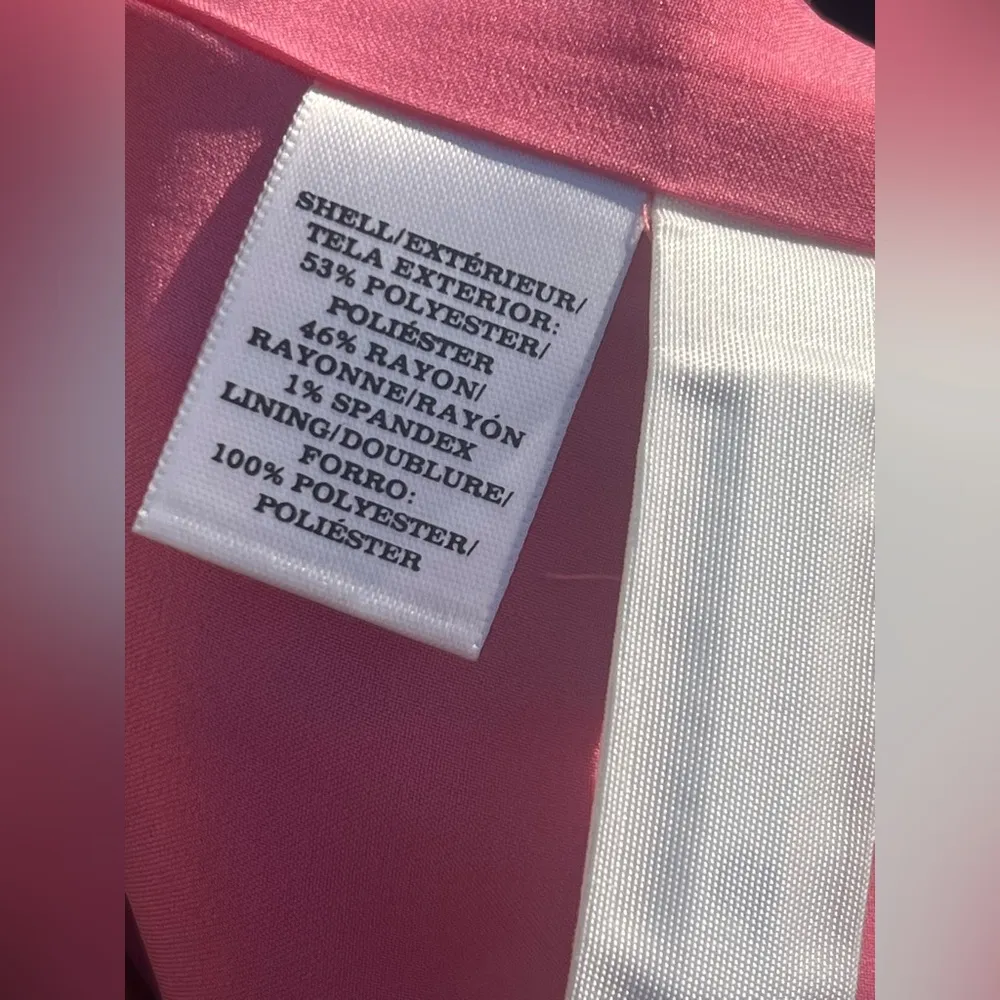 SHELL/EXTÉRIEUR/
TELA EXTERIOR:
53% POLYESTER/
POLIÉSTER
46% RAYON/
RAYONNE/RAYÓN
1% SPANDEX
LINING/DOUBLURE/
FORRO:
100% POLYESTER/
POLIÉSTER